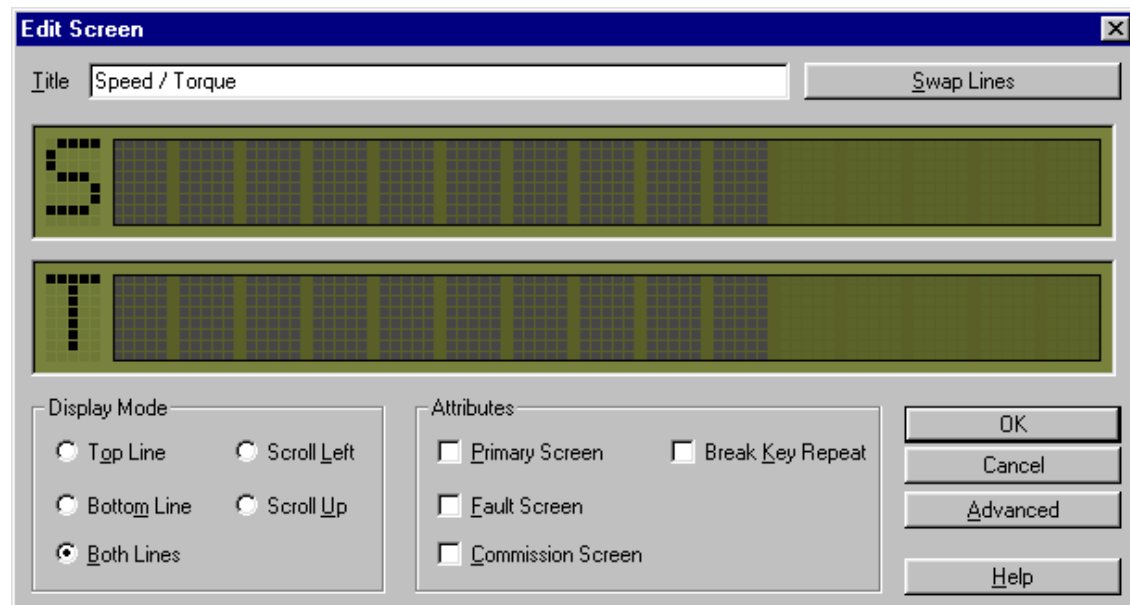 Edit Screen
Title Speed / Torque Swap Lines
S
T
Display Mode
Top Line Scroll Left
Bottom Line Scroll Up
Both Lines
Attributes
Primary Screen Break Key Repeat
Fault Screen
Commission Screen
OK
Cancel
Advanced
Help